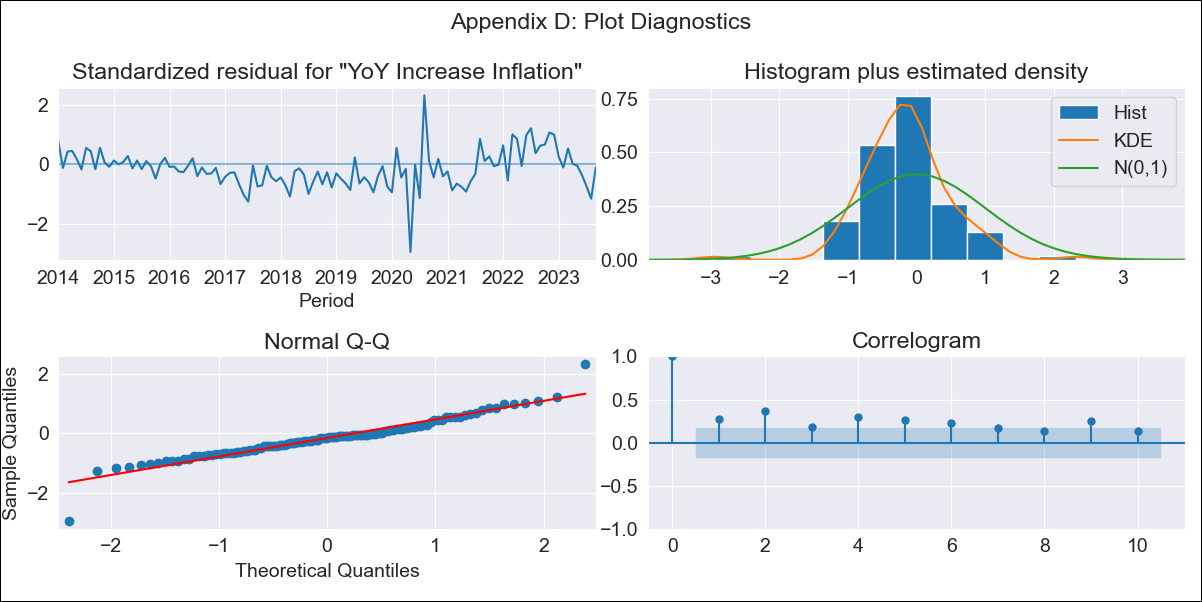 Appendix D: Plot Diagnostics
Standardized residual for "YoY Increase Inflation"
2
0
−2
2014 2015 2016 2017 2018 2019 2020 2021 2022 2023
Period
Histogram plus estimated density
0.75
0.50
0.25
0.00
−3 −2 −1 0 1 2 3
Hist
KDE
N(0,1)
Normal Q-Q
Sample Quantiles
2
0
−2
−2 −1 0 1 2
Theoretical Quantiles
Correlogram
1.0
0.5
0.0
−0.5
−1.0
0 2 4 6 8 10